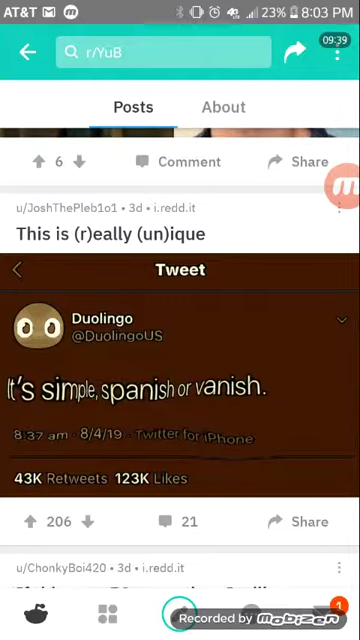 AT&T 23% 8:03 PM
r/YuB
09:39
Posts About
6 Comment Share
u/JoshThePleb1o1 • 3d • i.redd.it
This is (r)eally (un)ique
Tweet
Duolingo
@DuolingoUS
It's simple, spanish or vanish.
8:37 am · 8/4/19 · Twitter for iPhone
43K Retweets 123K Likes
206 21 Share
u/ChonkyBoi420 • 3d • i.redd.it
Recorded by Mobizen
1